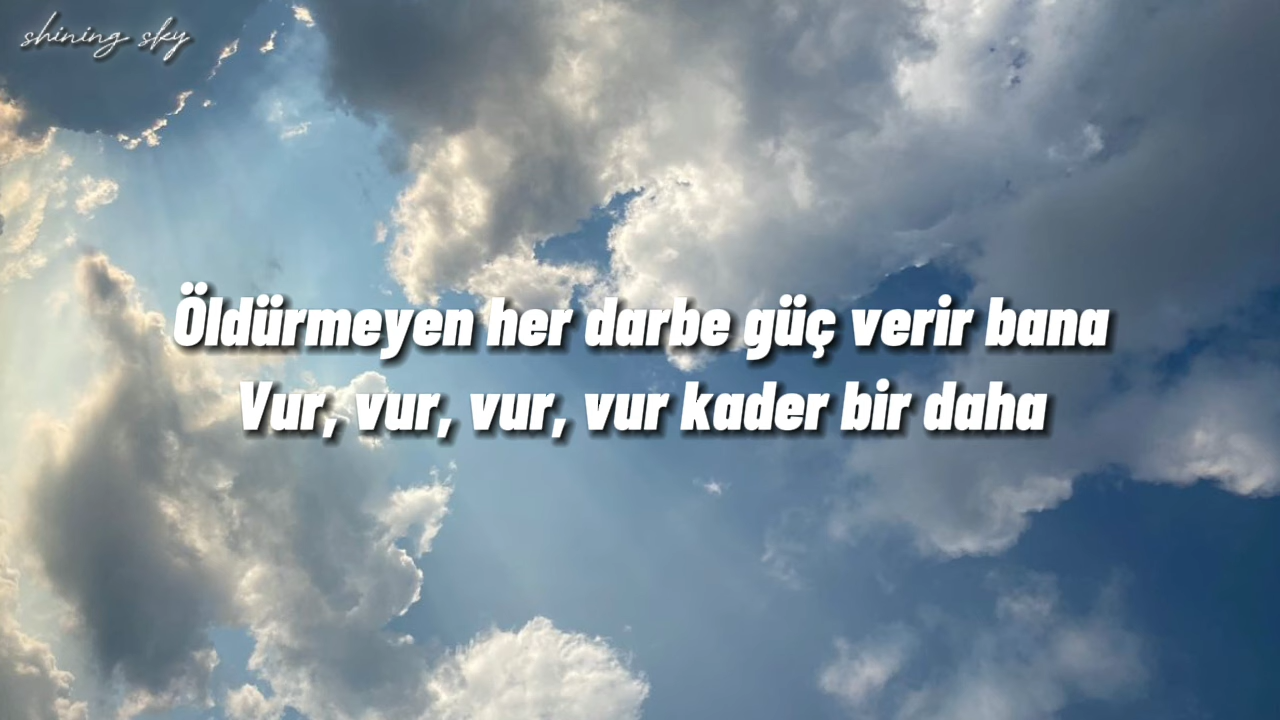 shining sky
Öldürmeyen her darbe güç verir bana
Vur, vur, vur, vur kader bir daha